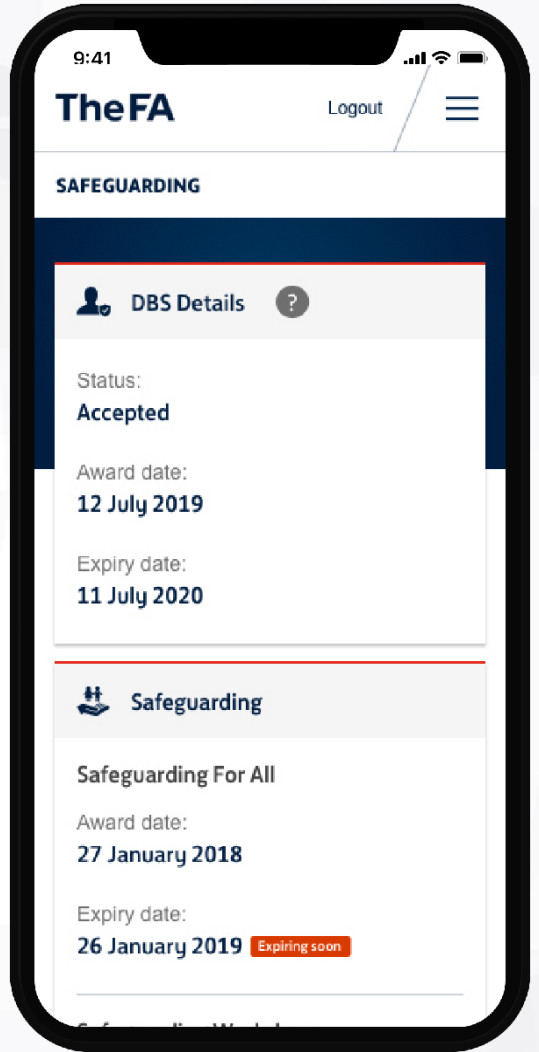 9:41
TheFA Logout
SAFEGUARDING
DBS Details ?
Status:
Accepted
Award date:
12 July 2019
Expiry date:
11 July 2020
Safeguarding
Safeguarding For All
Award date:
27 January 2018
Expiry date:
26 January 2019 Expiring soon